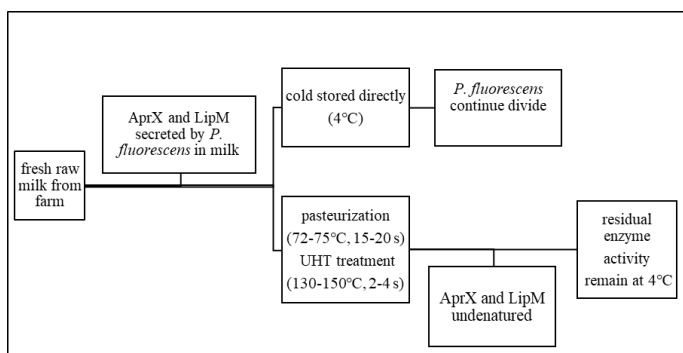 fresh raw
milk from
farm
AprX and LipM
secreted by P.
fluorescens in milk
cold stored directly
(4℃)
P. fluorescens
continue divide
pasteurization
(72-75℃, 15-20 s)
UHT treatment
(130-150℃, 2-4 s)
AprX and LipM
undenatured
residual
enzyme
activity
remain at 4℃